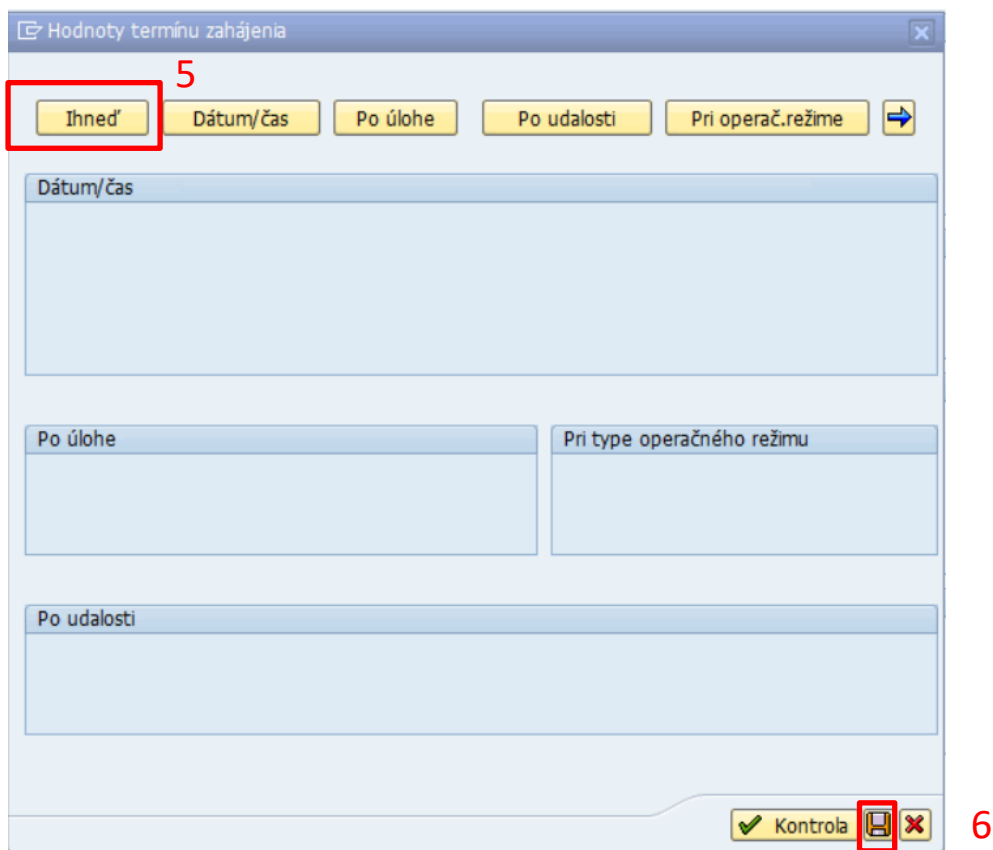 Hodnoty termínu zahájenia
5
Ihneď Dátum/čas Po úlohe Po udalosti Pri operač.režime
Dátum/čas
Po úlohe Pri type operačného režimu
Po udalosti
Kontrola 6